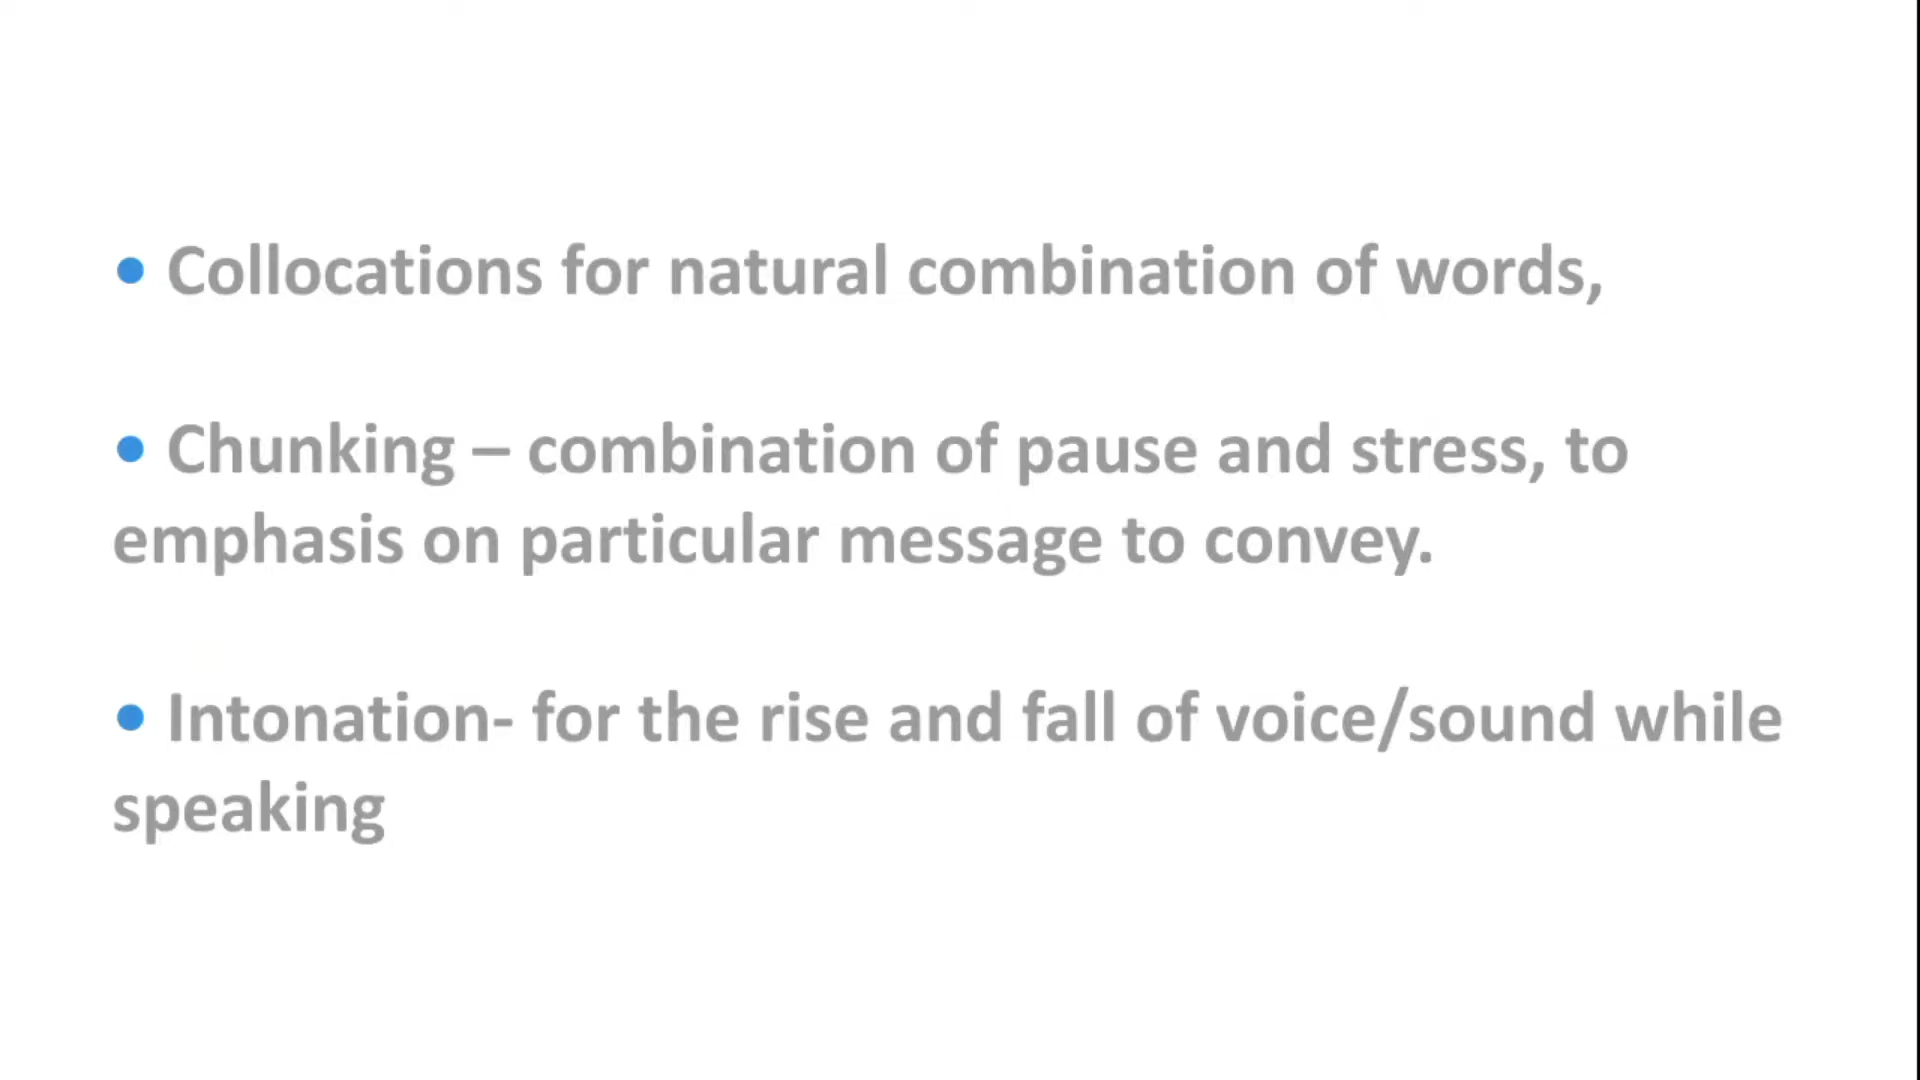 • Collocations for natural combination of words,
• Chunking – combination of pause and stress, to
emphasis on particular message to convey.
• Intonation- for the rise and fall of voice/sound while
speaking